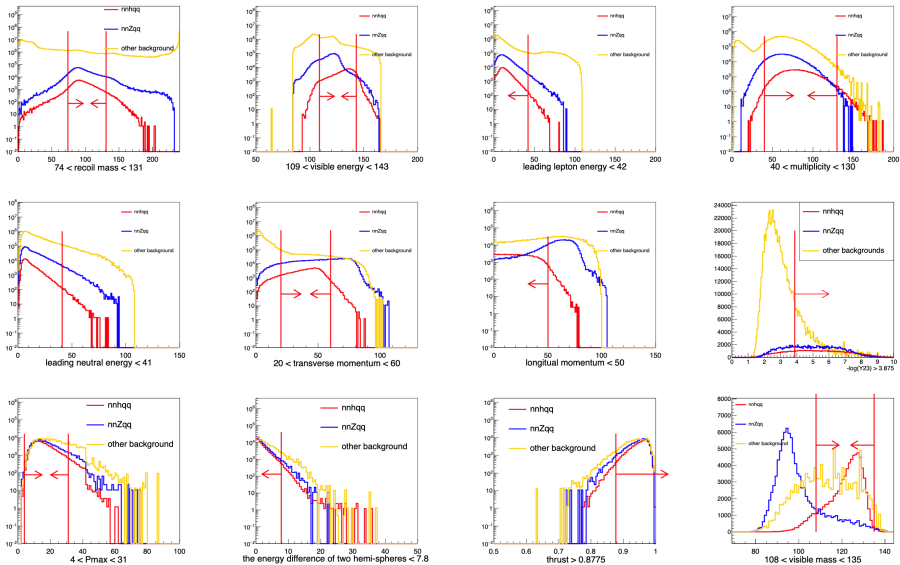 nnhqq
nnZqq
other background
74 < recoil mass < 131
nnhqq
nnZqq
other background
109 < visible energy < 143
nnhqq
nnZqq
other background
leading lepton energy < 42
nnhqq
nnZqq
other background
40 < multiplicity < 130
nnhqq
nnZqq
other background
leading neutral energy < 41
nnhqq
nnZqq
other background
20 < transverse momentum < 60
nnhqq
nnZqq
other background
longitual momentum < 50
nnhqq
nnZqq
other backgrounds
-log(Y23) > 3.875
nnhqq
nnZqq
other background
4 < Pmax < 31
nnhqq
nnZqq
other background
the energy difference of two hemi-spheres < 7.8
nnhqq
nnZqq
other background
thrust > 0.8775
nnhqq
nnZqq
other background
108 < visible mass < 135